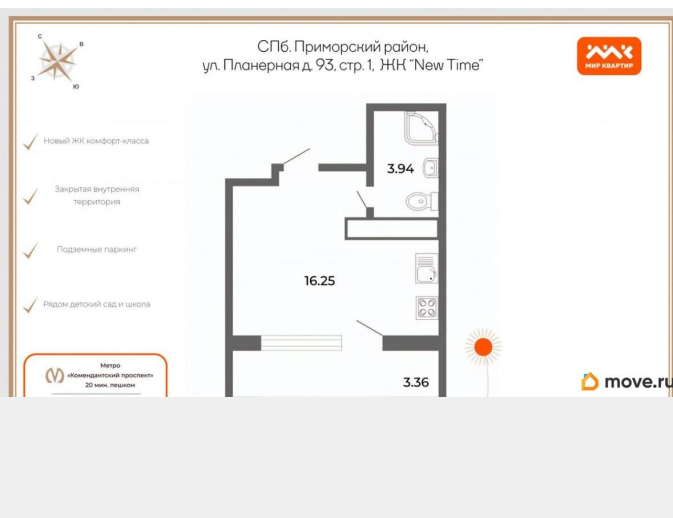 СПб. Приморский район,
ул. Планерная д. 93, стр. 1, ЖК "New Time"
МИР КВАРТИР
С
В
З
Ю
Новый ЖК комфорт-класса
Закрытая внутренняя
территория
Подземные паркинг
Рядом детский сад и школа
Метро
«Комендантский проспект»
20 мин. пешком
3.94
16.25
3.36
move.ru